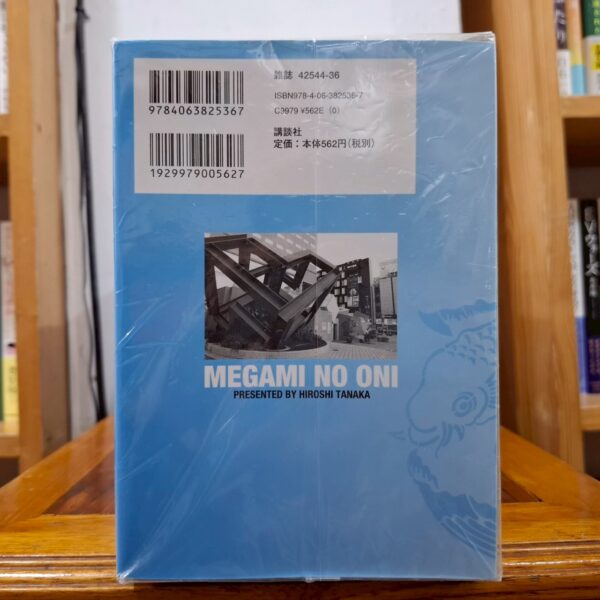 雑誌 42544-36
ISBN978-4-06-382536-7
C9979 ¥562E (0)
9784063825367
講談社
定価：本体562円(税別)
1929979005627
MEGAMI NO ONI
PRESENTED BY HIROSHI TANAKA